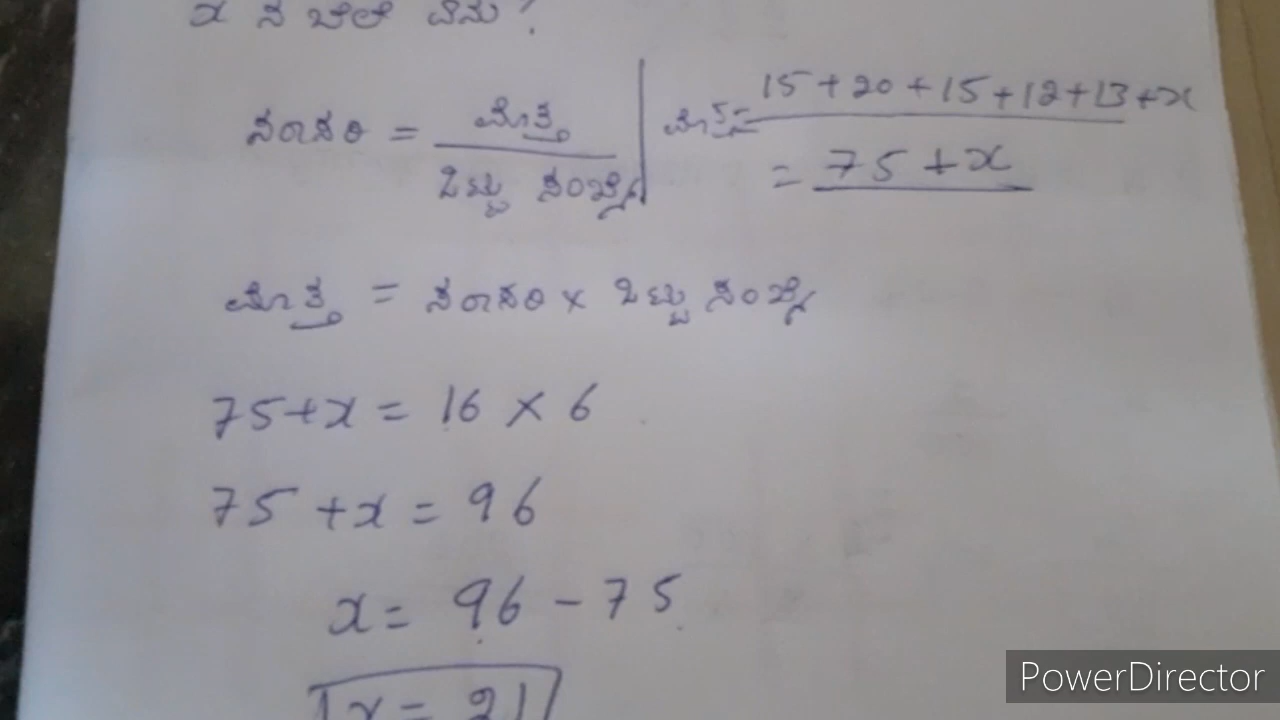 x ನ ಬೆಲೆ ಏನು?
ಸರಾಸರಿ = ಮೊತ್ತ / ಒಟ್ಟು ಸಂಖ್ಯೆ
ಮೊತ್ತ = 15+20+15+12+13+x
= 75+x
ಮೊತ್ತ = ಸರಾಸರಿ × ಒಟ್ಟು ಸಂಖ್ಯೆ
75+x = 16 × 6
75+x = 96
x = 96 - 75
x = 21
PowerDirector